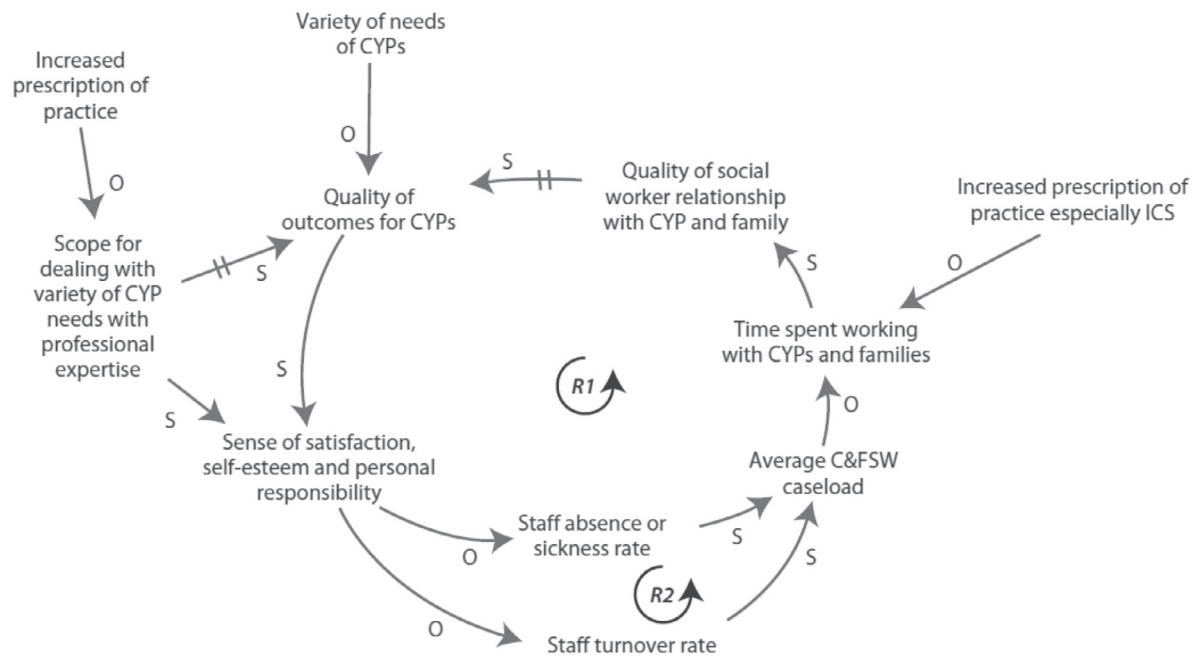 Variety of needs
of CYPs
Increased
prescription of
practice
O
O
S
Quality of social
worker relationship
with CYP and family
Increased prescription of
practice especially ICS
Quality of
outcomes for CYPs
Scope for
dealing with
variety of CYP
needs with
professional
expertise
S
S
O
Time spent working
with CYPs and families
S
R1
O
S
Sense of satisfaction,
self-esteem and personal
responsibility
Average C&FSW
caseload
Staff absence or
sickness rate
S
O
S
R2
O
Staff turnover rate